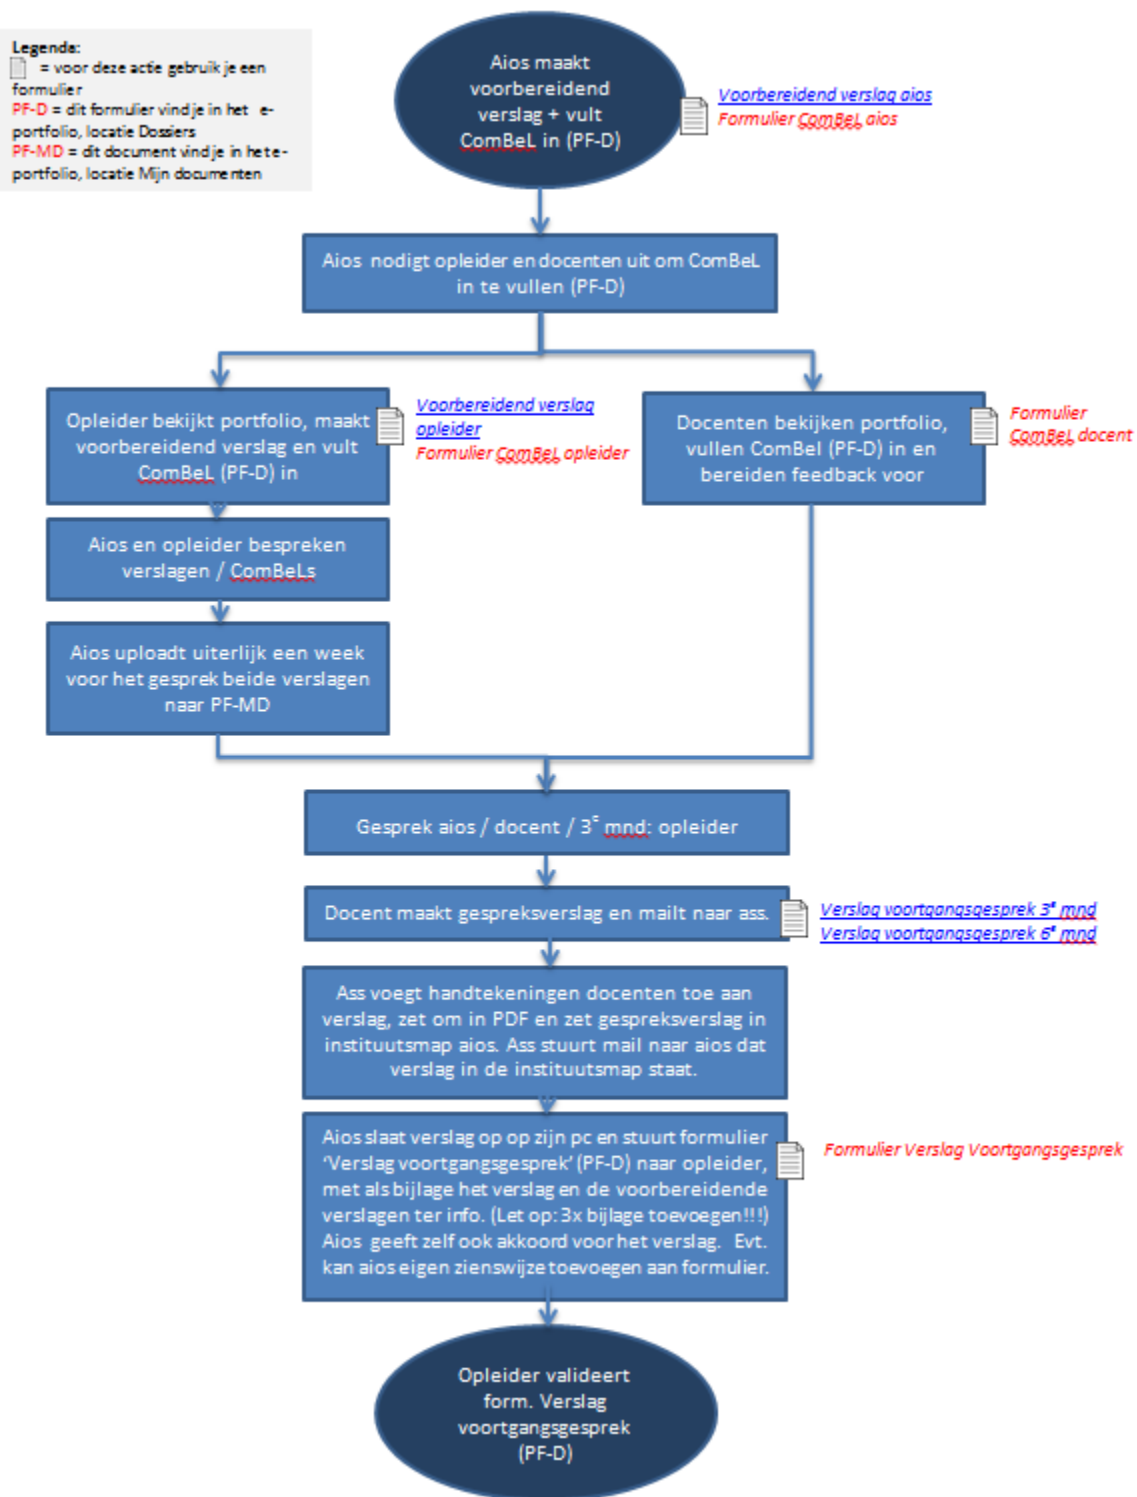 Legenda:
= voor deze actie gebruik je een
formulier
PF-D = dit formulier vind je in het e-
portfolio, locatie Dossiers
PF-MD = dit document vind je in het e-
portfolio, locatie Mijn documenten
Aios maakt
voorbereidend
verslag + vult
ComBeL in (PF-D)
Voorbereidend verslag aios
Formulier ComBeL aios
Aios nodigt opleider en docenten uit om ComBeL
in te vullen (PF-D)
Opleider bekijkt portfolio, maakt
voorbereidend verslag en vult
ComBeL (PF-D) in
Voorbereidend verslag
opleider
Formulier ComBeL opleider
Docenten bekijken portfolio,
vullen ComBel (PF-D) in en
bereiden feedback voor
Formulier
ComBeL docent
Aios en opleider bespreken
verslagen / ComBeLs
Aios uploadt uiterlijk een week
voor het gesprek beide verslagen
naar PF-MD
Gesprek aios / docent / 3e mnd: opleider
Docent maakt gespreksverslag en mailt naar ass.
Verslag voortgangsgesprek 3e mnd
Verslag voortgangsgesprek 6e mnd
Ass voegt handtekeningen docenten toe aan
verslag, zet om in PDF en zet gespreksverslag in
instituutsmap aios. Ass stuurt mail naar aios dat
verslag in de instituutsmap staat.
Aios slaat verslag op op zijn pc en stuurt formulier
‘Verslag voortgangsgesprek’ (PF-D) naar opleider,
met als bijlage het verslag en de voorbereidende
verslagen ter info. (Let op: 3x bijlage toevoegen!!!)
Aios geeft zelf ook akkoord voor het verslag. Evt.
kan aios eigen zienswijze toevoegen aan formulier.
Formulier Verslag Voortgangsgesprek
Opleider valideert
form. Verslag
voortgangsgesprek
(PF-D)